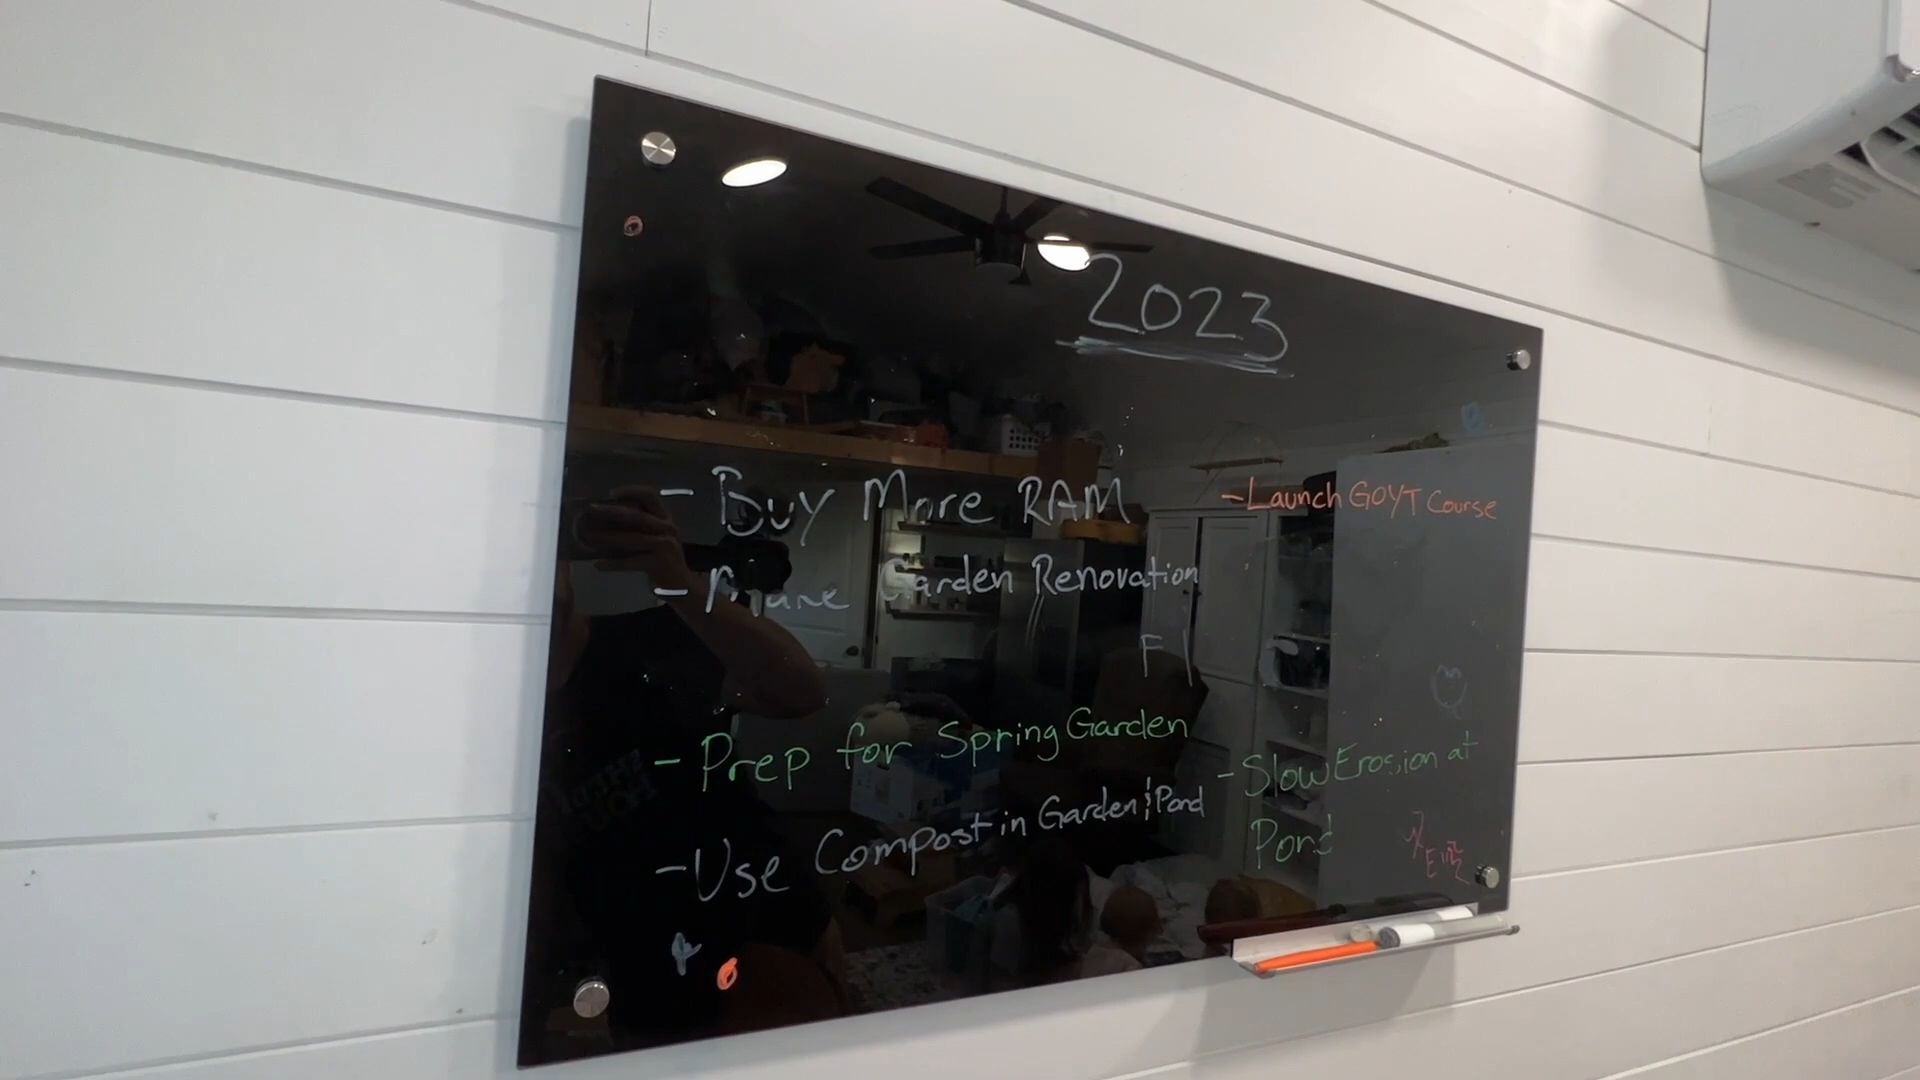 2023
- Buy More RAM
- Make Garden Renovation
F
- Prep for Spring Garden
- Use Compost in Garden & Pond
- Launch GOYT Course
- Slow Erosion at
Pond